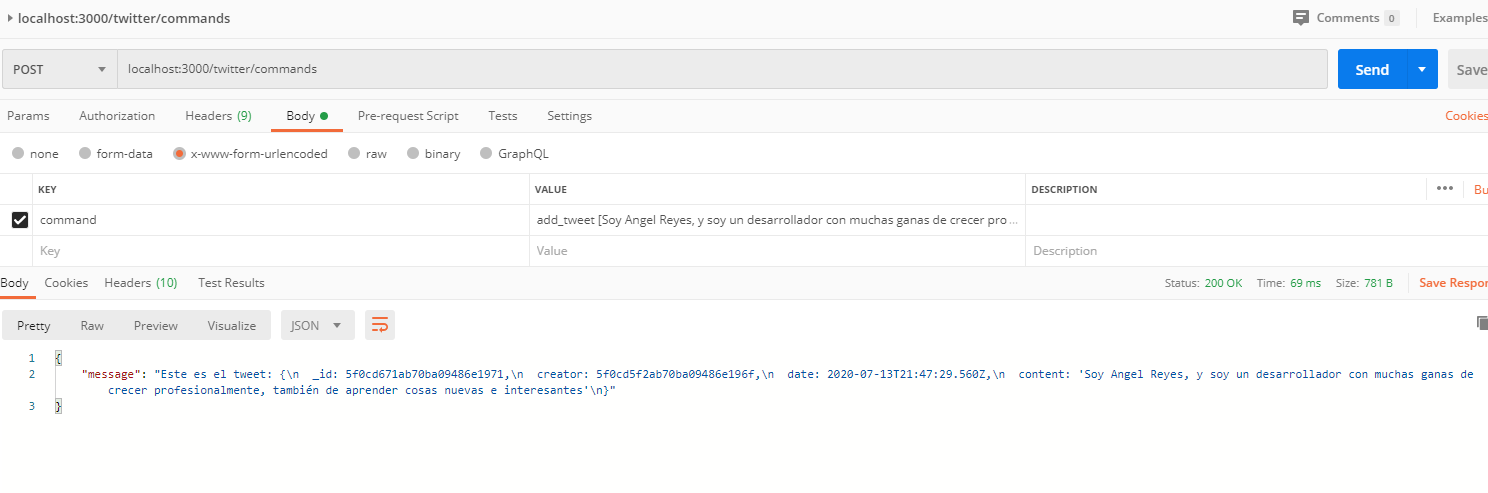 localhost:3000/twitter/commands
Comments 0 Examples
POST localhost:3000/twitter/commands Send Save
Params Authorization Headers (9) Body Pre-request Script Tests Settings Cookies
none form-data x-www-form-urlencoded raw binary GraphQL
KEY VALUE DESCRIPTION ••• Bu
command add_tweet [Soy Angel Reyes, y soy un desarrollador con muchas ganas de crecer pro ...
Key Value Description
Body Cookies Headers (10) Test Results Status: 200 OK Time: 69 ms Size: 781 B Save Respon
Pretty Raw Preview Visualize JSON
1 {
2 "message": "Este es el tweet: {\n  _id: 5f0cd671ab70ba09486e1971,\n  creator: 5f0cd5f2ab70ba09486e196f,\n  date: 2020-07-13T21:47:29.560Z,\n  content: 'Soy Angel Reyes, y soy un desarrollador con muchas ganas de
crecer profesionalmente, también de aprender cosas nuevas e interesantes'\n}"
3 }